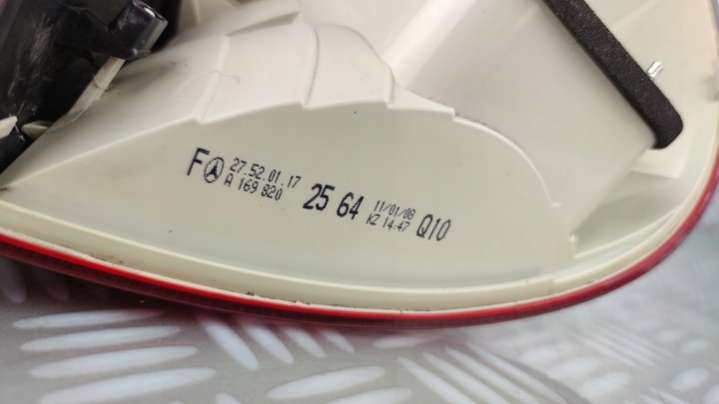 F 27.52.01.17
A 169 820 25 64
11/01/08
KZ 14:47 Q10